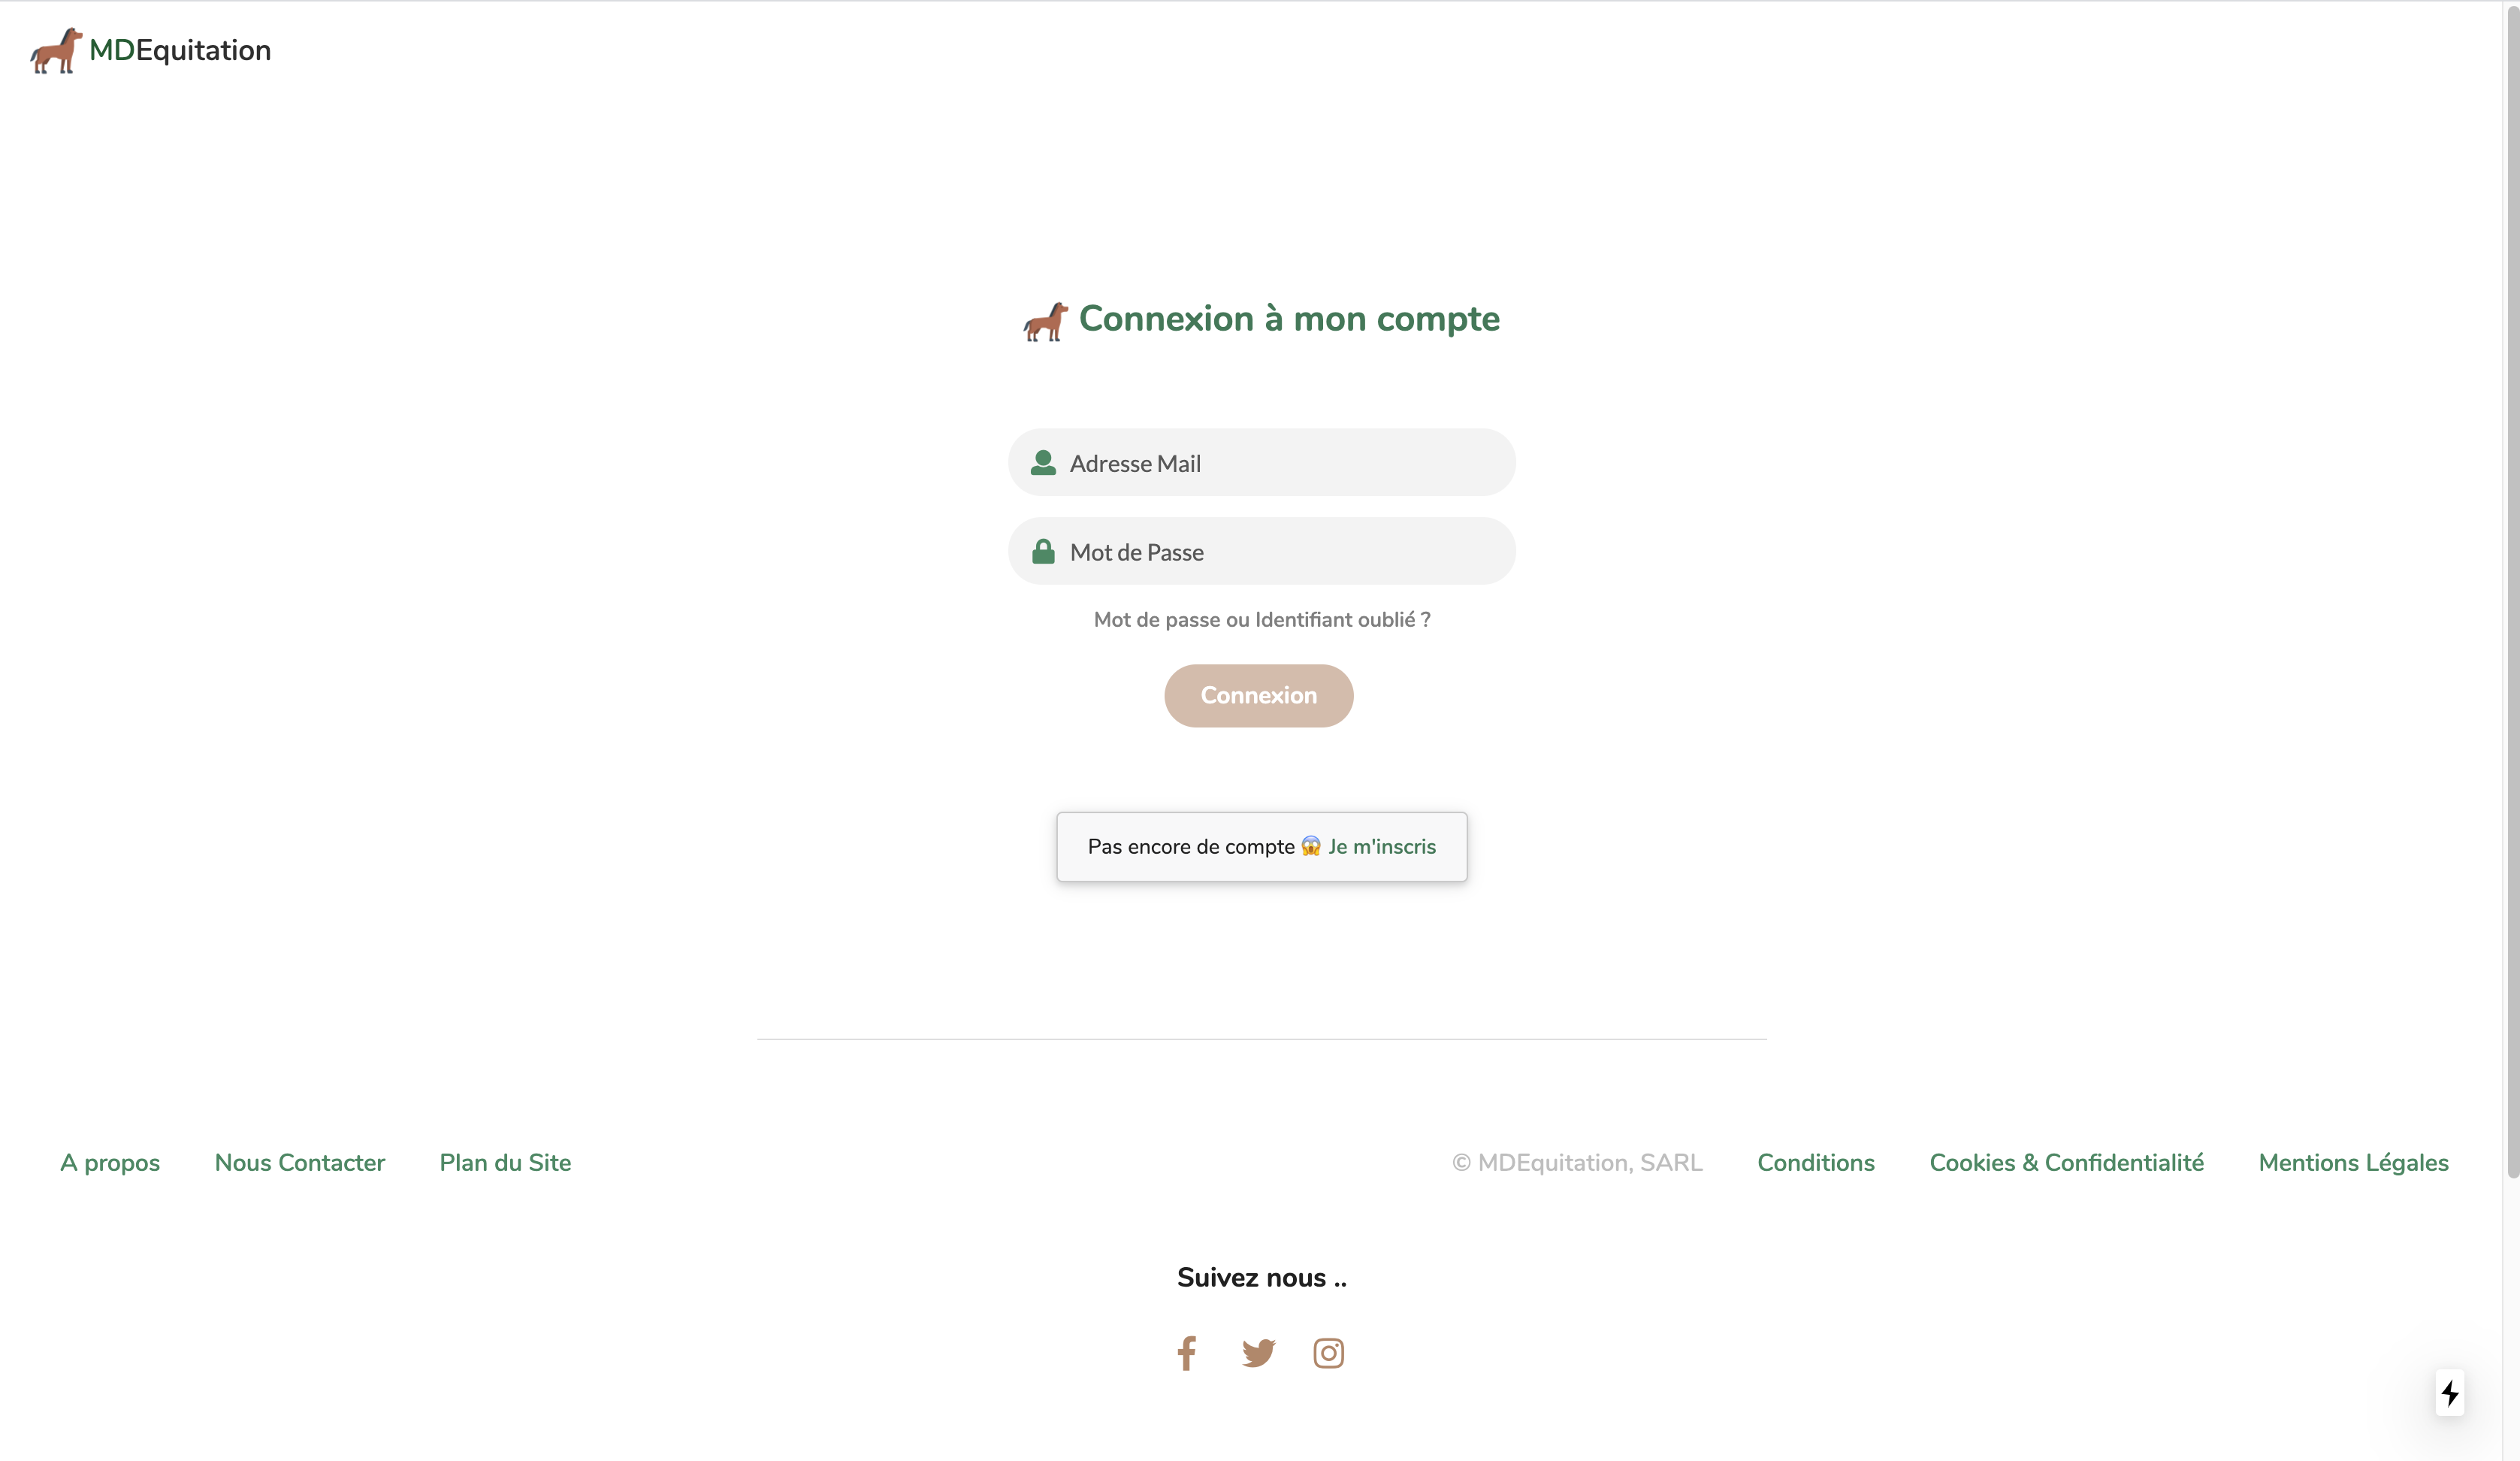 MDEquitation
Connexion à mon compte
Adresse Mail
Mot de Passe
Mot de passe ou Identifiant oublié ?
Connexion
Pas encore de compte 😱 Je m'inscris
A propos Nous Contacter Plan du Site © MDEquitation, SARL Conditions Cookies & Confidentialité Mentions Légales
Suivez nous ..